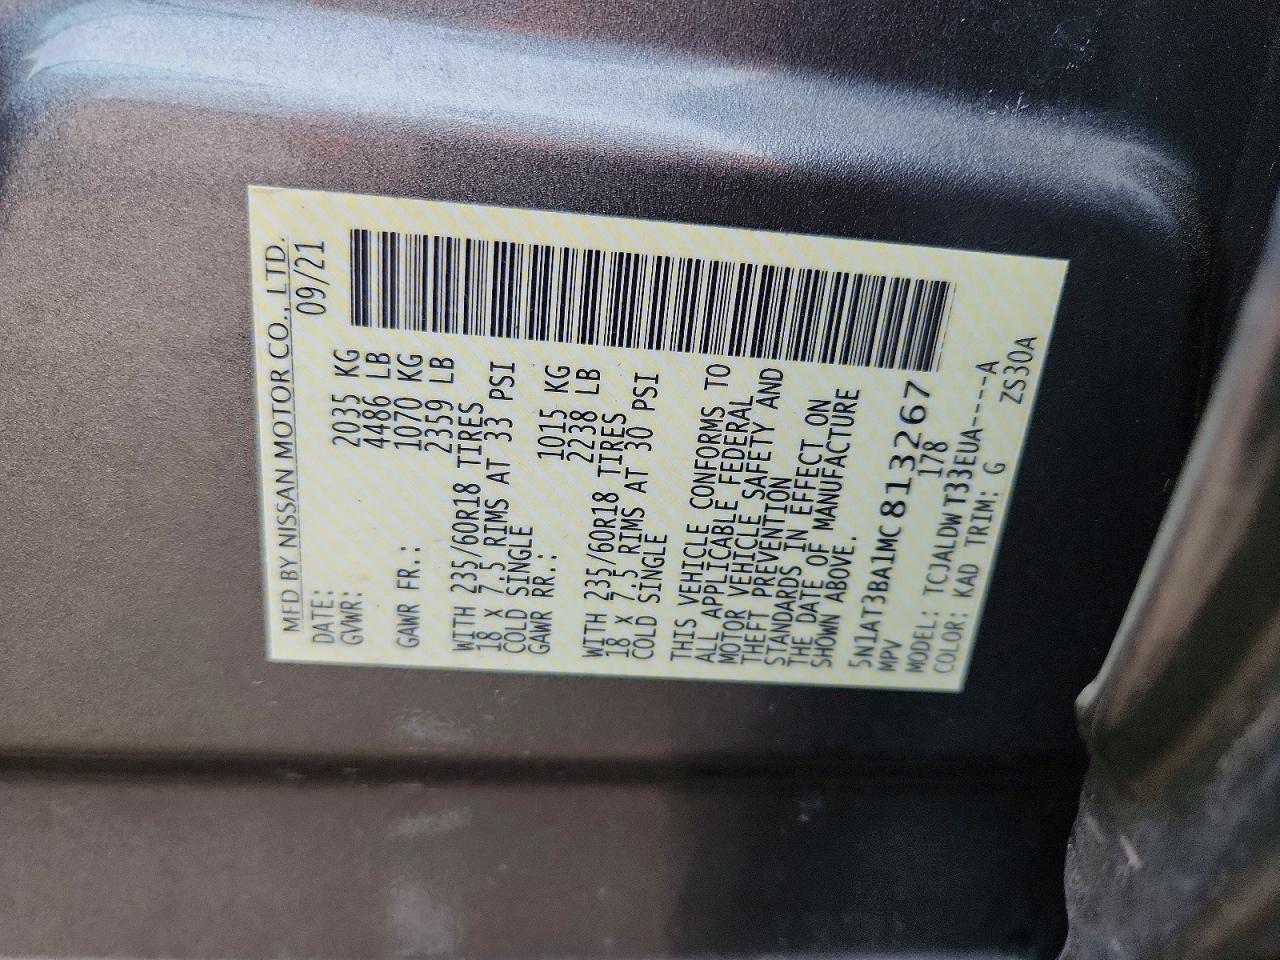 MFD BY NISSAN MOTOR CO., LTD.
DATE: 09/21
GVWR: 2035 KG
4486 LB
GAWR FR.: 1070 KG
2359 LB
WITH 235/60R18 TIRES
18 X 7.5 RIMS AT 33 PSI
COLD SINGLE
GAWR RR.: 1015 KG
2238 LB
WITH 235/60R18 TIRES
18 X 7.5 RIMS AT 30 PSI
COLD SINGLE
THIS VEHICLE CONFORMS TO
ALL APPLICABLE FEDERAL
MOTOR VEHICLE SAFETY AND
THEFT PREVENTION
STANDARDS IN EFFECT ON
THE DATE OF MANUFACTURE
SHOWN ABOVE.
5N1AT3BA1MC813267
MPV 178
MODEL: TCJALDWT33EUA----A
COLOR: KAD TRIM: G ZS30A